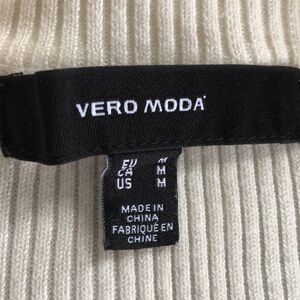 VERO MODA
EU M
CA M
US M
MADE IN
CHINA
FABRIQUÉ EN
CHINE